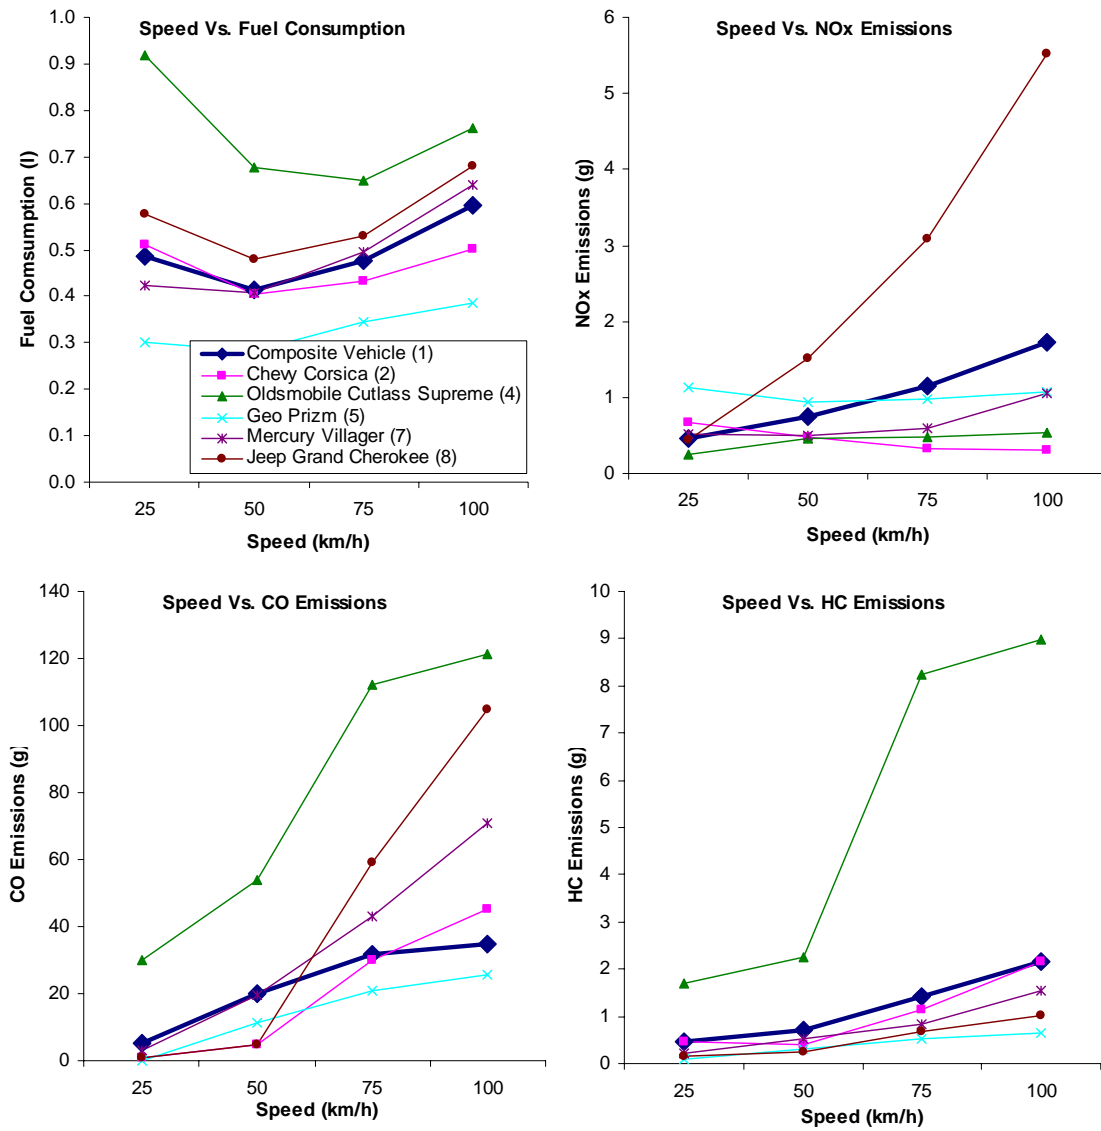 Speed Vs. Fuel Consumption
1.0
0.9
0.8
0.7
0.6
0.5
0.4
0.3
0.2
0.1
0.0
Fuel Comsumption (l)
Composite Vehicle (1)
Chevy Corsica (2)
Oldsmobile Cutlass Supreme (4)
Geo Prizm (5)
Mercury Villager (7)
Jeep Grand Cherokee (8)
25 50 75 100
Speed (km/h)
Speed Vs. NOx Emissions
6
5
4
3
2
1
0
NOx Emissions (g)
25 50 75 100
Speed (km/h)
Speed Vs. CO Emissions
140
120
100
80
60
40
20
0
CO Emissions (g)
25 50 75 100
Speed (km/h)
Speed Vs. HC Emissions
10
9
8
7
6
5
4
3
2
1
0
HC Emissions (g)
25 50 75 100
Speed (km/h)